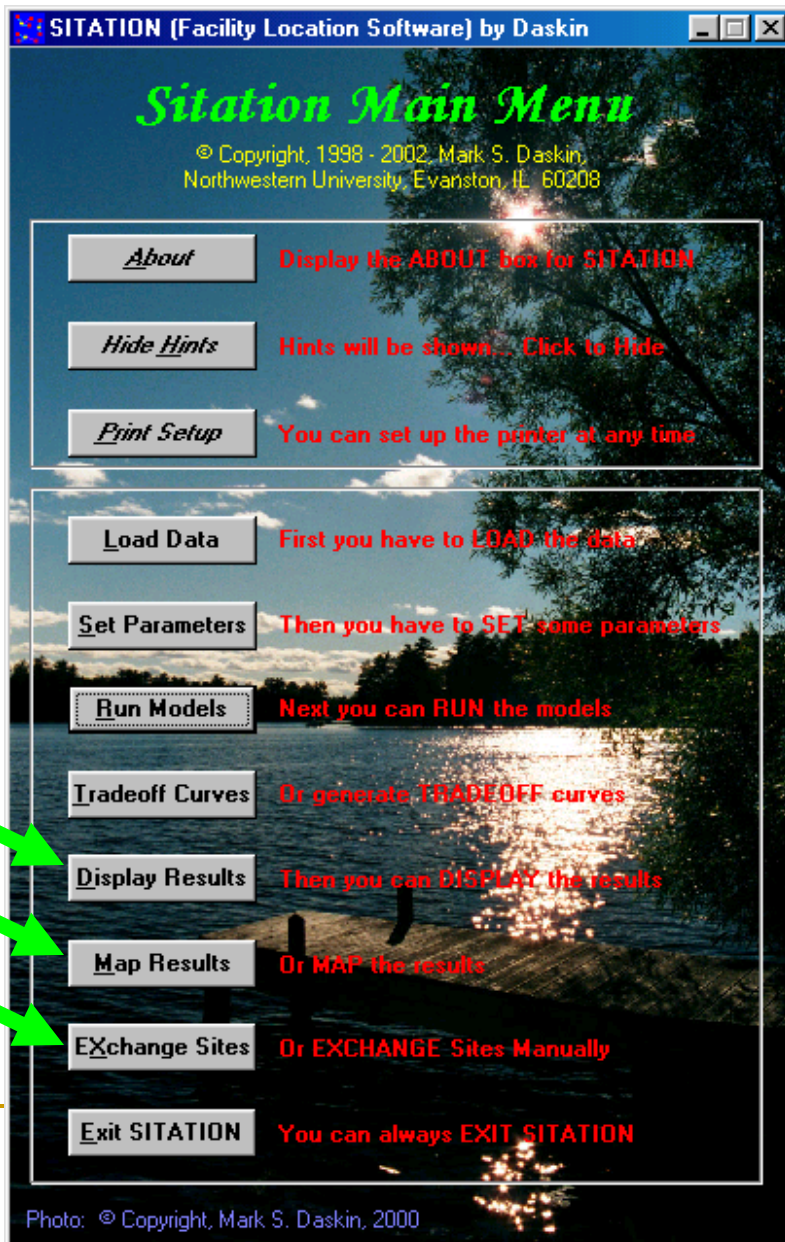 SITATION (Facility Location Software) by Daskin
Sitation Main Menu
© Copyright, 1998 - 2002, Mark S. Daskin,
Northwestern University, Evanston, IL 60208
About Display the ABOUT box for SITATION
Hide Hints Hints will be shown... Click to Hide
Print Setup You can set up the printer at any time
Load Data First you have to LOAD the data
Set Parameters Then you have to SET some parameters
Run Models Next you can RUN the models
Tradeoff Curves Or generate TRADEOFF curves
Display Results Then you can DISPLAY the results
Map Results Or MAP the results
EXchange Sites Or EXCHANGE Sites Manually
Exit SITATION You can always EXIT SITATION
Photo: © Copyright, Mark S. Daskin, 2000